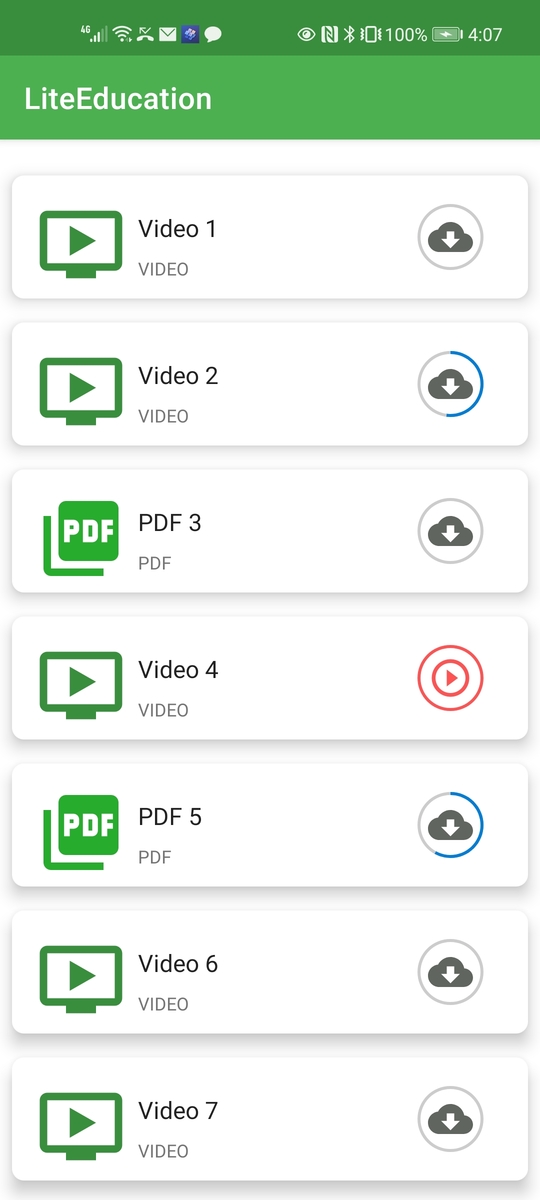 4G 100% 4:07
LiteEducation
Video 1
VIDEO
Video 2
VIDEO
PDF PDF 3
PDF
Video 4
VIDEO
PDF PDF 5
PDF
Video 6
VIDEO
Video 7
VIDEO